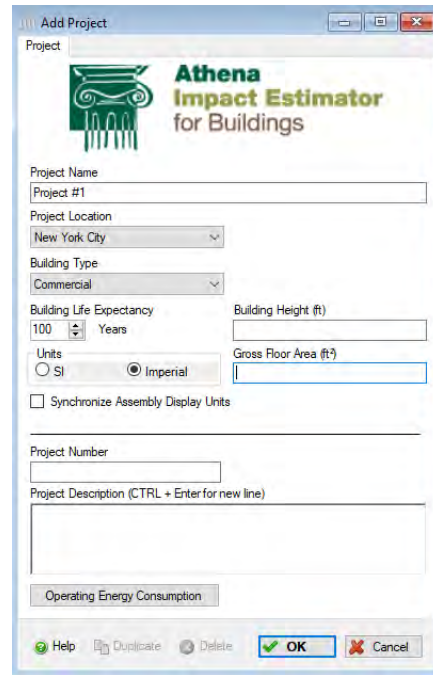 Add Project
Project
Athena
Impact Estimator
for Buildings
Project Name
Project #1
Project Location
New York City
Building Type
Commercial
Building Life Expectancy
Building Height (ft)
100 Years
Units
Gross Floor Area (ft²)
SI Imperial
Synchronize Assembly Display Units
Project Number
Project Description (CTRL + Enter for new line)
Operating Energy Consumption
Help Duplicate Delete OK Cancel